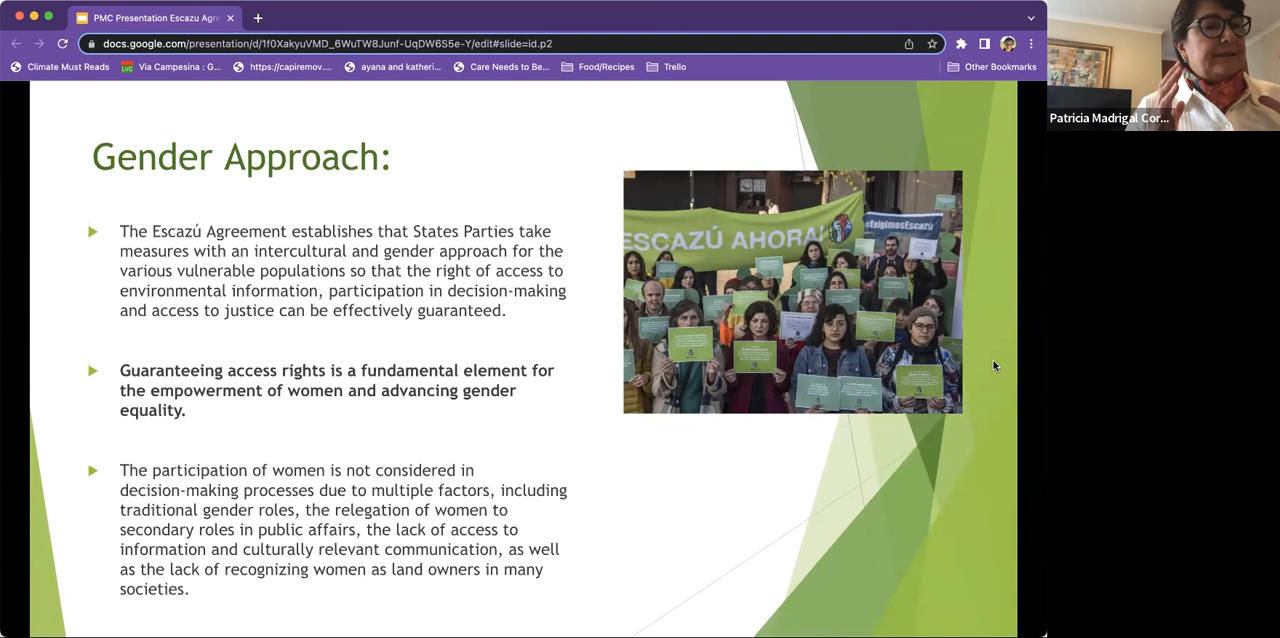 PMC Presentation Escazu Agre
docs.google.com/presentation/d/1f0XakyuVMD_6WuTW8Junf-UqDW6S5e-Y/edit#slide=id.p2
Climate Must Reads
LVC
Via Campesina : G...
https://capiremov....
ayana and katheri...
Care Needs to Be...
Food/Recipes
Trello
Other Bookmarks
Patricia Madrigal Cor...
Gender Approach:
The Escazú Agreement establishes that States Parties take
measures with an intercultural and gender approach for the
various vulnerable populations so that the right of access to
environmental information, participation in decision-making
and access to justice can be effectively guaranteed.
Guaranteeing access rights is a fundamental element for
the empowerment of women and advancing gender
equality.
The participation of women is not considered in
decision-making processes due to multiple factors, including
traditional gender roles, the relegation of women to
secondary roles in public affairs, the lack of access to
information and culturally relevant communication, as well
as the lack of recognizing women as land owners in many
societies.
ESCAZÚ AHORA!
#ExigimosEscazú